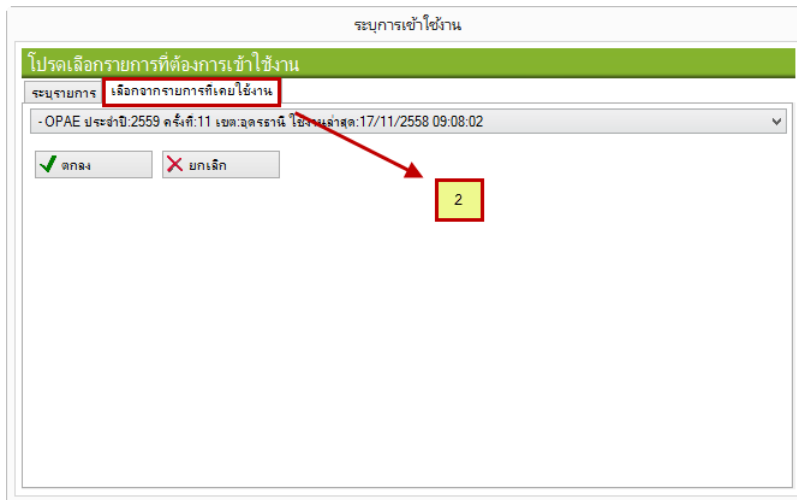 ระบุการเข้าใช้งาน
โปรดเลือกรายการที่ต้องการเข้าใช้งาน
ระบุรายการ เลือกจากรายการที่เคยใช้งาน
- OPAE ประจำปี:2559 ครั้งที่:11 เขต:อุดรธานี ใช้งานล่าสุด:17/11/2558 09:08:02
ตกลง ยกเลิก
2